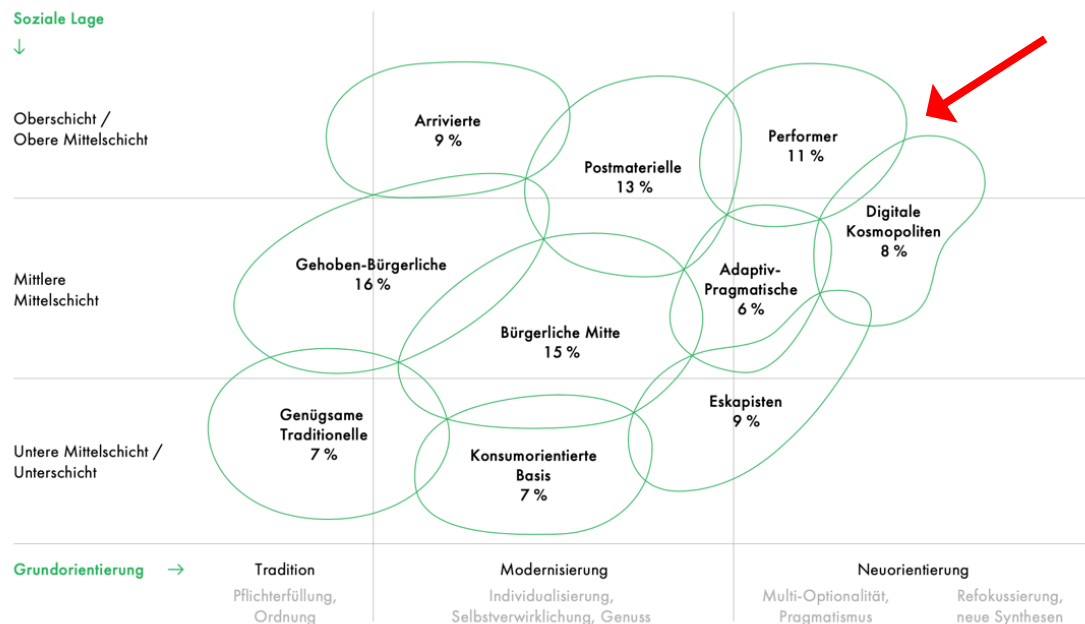 Soziale Lage
↓
Oberschicht /
Obere Mittelschicht
Arrivierte
9 %
Postmaterielle
13 %
Performer
11 %
Digitale
Kosmopoliten
8 %
Mittlere
Mittelschicht
Gehoben-Bürgerliche
16 %
Bürgerliche Mitte
15 %
Adaptiv-
Pragmatische
6 %
Untere Mittelschicht /
Unterschicht
Genügsame
Traditionelle
7 %
Konsumorientierte
Basis
7 %
Eskapisten
9 %
Grundorientierung →
Tradition
Pflichterfüllung,
Ordnung
Modernisierung
Individualisierung,
Selbstverwirklichung, Genuss
Neuorientierung
Multi-Optionalität,
Pragmatismus
Refokussierung,
neue Synthesen